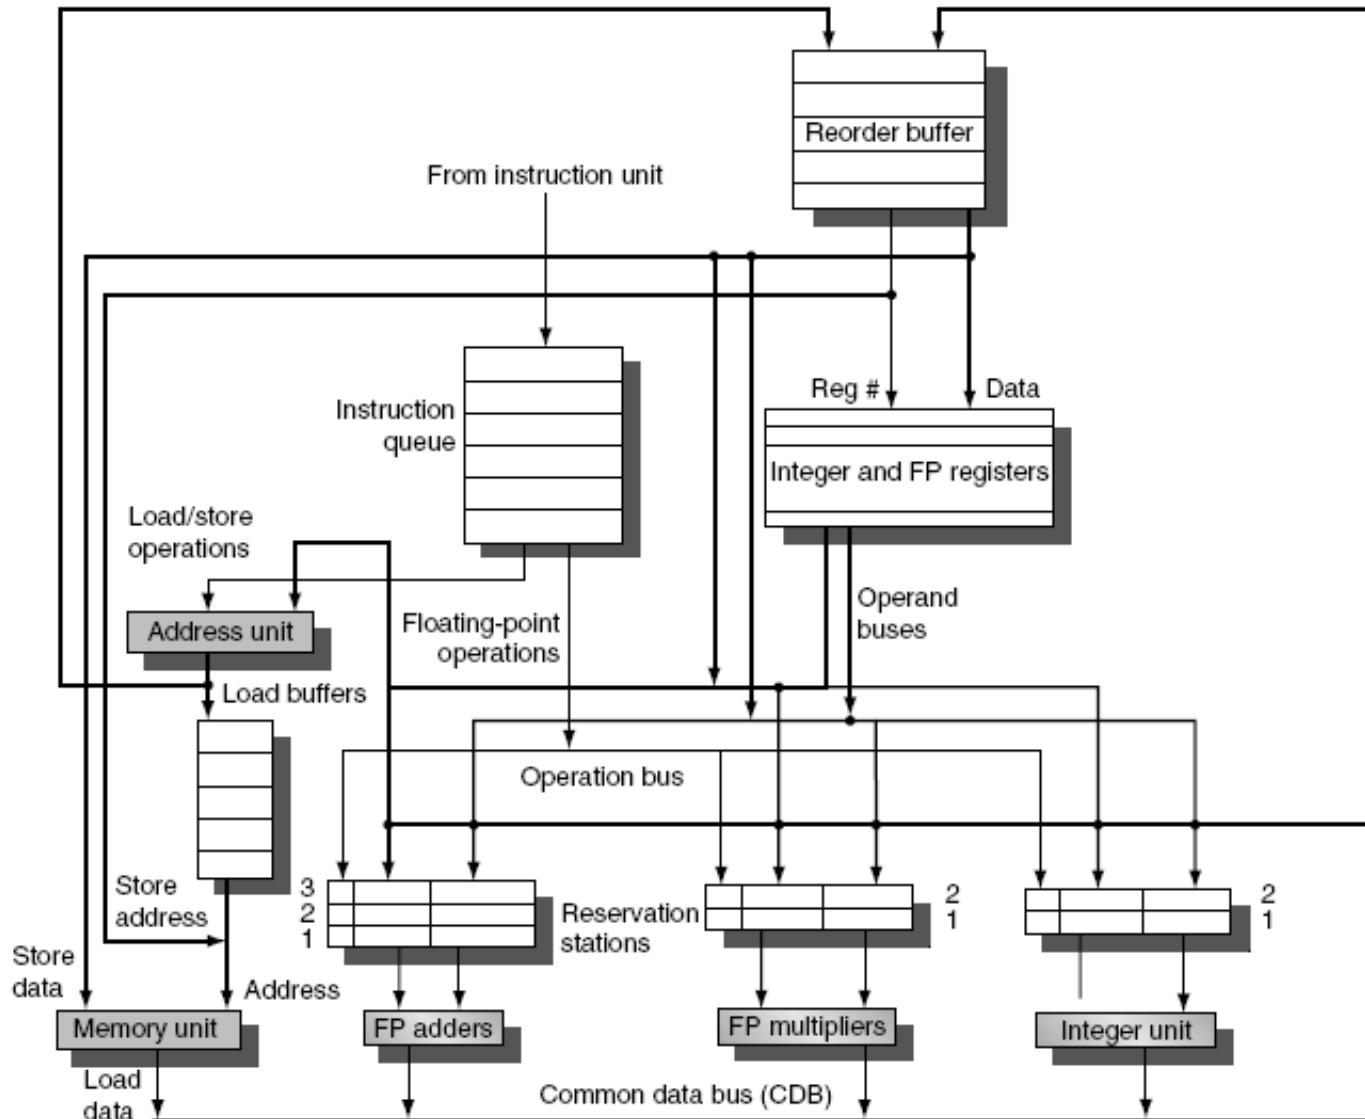 Reorder buffer
From instruction unit
Reg #
Data
Instruction
queue
Integer and FP registers
Load/store
operations
Operand
buses
Floating-point
operations
Address unit
Load buffers
Operation bus
Store
address
3
2
1
Reservation
stations
2
1
2
1
Store
data
Address
Memory unit
FP adders
FP multipliers
Integer unit
Load
data
Common data bus (CDB)